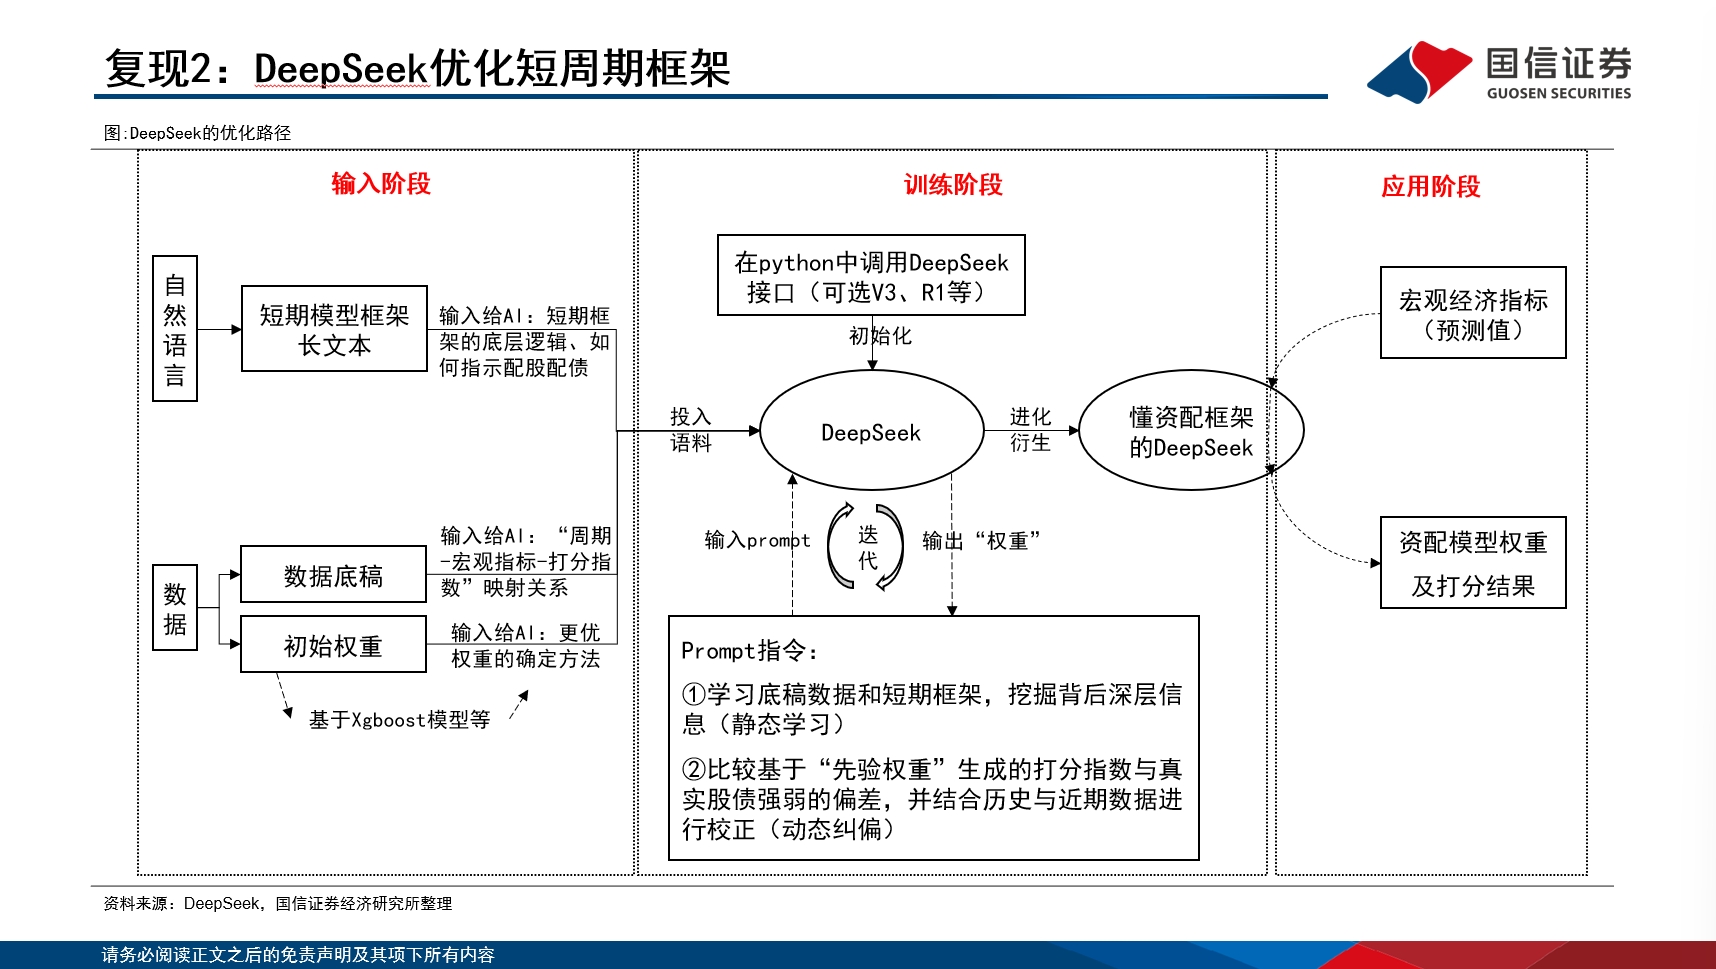 复现2：DeepSeek优化短周期框架
国信证券
GUOSEN SECURITIES
图:DeepSeek的优化路径
输入阶段
训练阶段
应用阶段
自
然
语
言
短期模型框架
长文本
输入给AI：短期框
架的底层逻辑、如
何指示配股配债
数
据
数据底稿
输入给AI：“周期
-宏观指标-打分指
数”映射关系
初始权重
输入给AI：更优
权重的确定方法
基于Xgboost模型等
在python中调用DeepSeek
接口（可选V3、R1等）
初始化
投入
语料
DeepSeek
进化
衍生
懂资配框架
的DeepSeek
输入prompt
迭
代
输出“权重”
Prompt指令：
①学习底稿数据和短期框架，挖掘背后深层信
息（静态学习）
②比较基于“先验权重”生成的打分指数与真
实股债强弱的偏差，并结合历史与近期数据进
行校正（动态纠偏）
宏观经济指标
（预测值）
资配模型权重
及打分结果
资料来源：DeepSeek，国信证券经济研究所整理
请务必阅读正文之后的免责声明及其项下所有内容